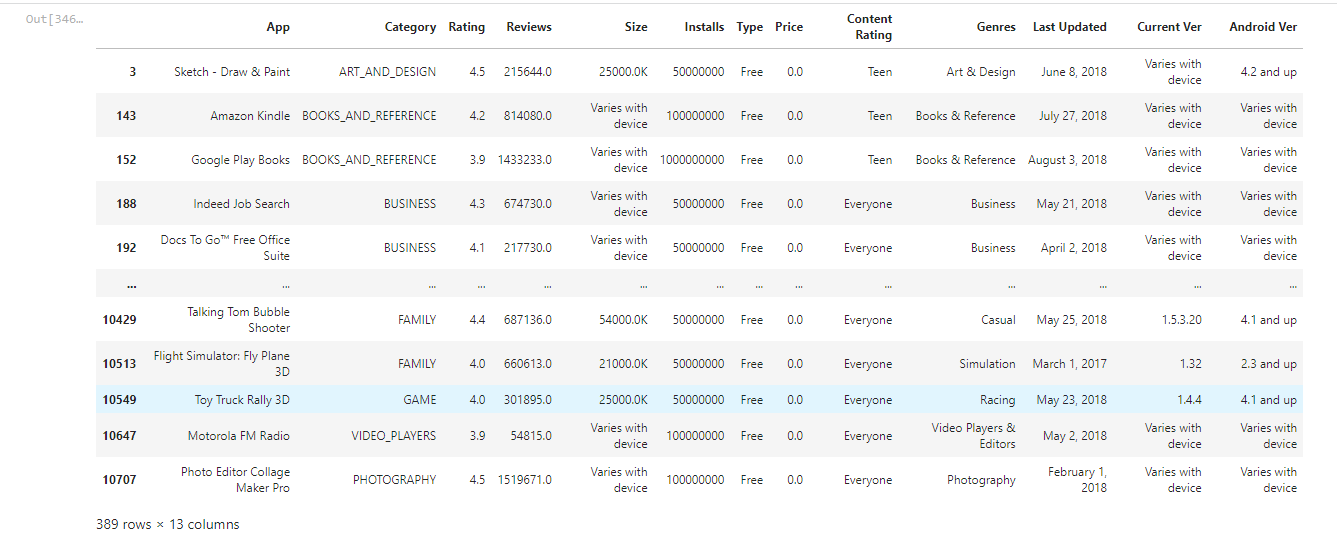 Out[346…
App Category Rating Reviews Size Installs Type Price Content Rating Genres Last Updated Current Ver Android Ver
3 Sketch - Draw & Paint ART_AND_DESIGN 4.5 215644.0 25000.0K 50000000 Free 0.0 Teen Art & Design June 8, 2018 Varies with device 4.2 and up
143 Amazon Kindle BOOKS_AND_REFERENCE 4.2 814080.0 Varies with device 100000000 Free 0.0 Teen Books & Reference July 27, 2018 Varies with device Varies with device
152 Google Play Books BOOKS_AND_REFERENCE 3.9 1433233.0 Varies with device 1000000000 Free 0.0 Teen Books & Reference August 3, 2018 Varies with device Varies with device
188 Indeed Job Search BUSINESS 4.3 674730.0 Varies with device 50000000 Free 0.0 Everyone Business May 21, 2018 Varies with device Varies with device
192 Docs To Go™ Free Office Suite BUSINESS 4.1 217730.0 Varies with device 50000000 Free 0.0 Everyone Business April 2, 2018 Varies with device Varies with device
... ... ... ... ... ... ... ... ... ... ... ... ... ...
10429 Talking Tom Bubble Shooter FAMILY 4.4 687136.0 54000.0K 50000000 Free 0.0 Everyone Casual May 25, 2018 1.5.3.20 4.1 and up
10513 Flight Simulator: Fly Plane 3D FAMILY 4.0 660613.0 21000.0K 50000000 Free 0.0 Everyone Simulation March 1, 2017 1.32 2.3 and up
10549 Toy Truck Rally 3D GAME 4.0 301895.0 25000.0K 50000000 Free 0.0 Everyone Racing May 23, 2018 1.4.4 4.1 and up
10647 Motorola FM Radio VIDEO_PLAYERS 3.9 54815.0 Varies with device 100000000 Free 0.0 Everyone Video Players & Editors May 2, 2018 Varies with device Varies with device
10707 Photo Editor Collage Maker Pro PHOTOGRAPHY 4.5 1519671.0 Varies with device 100000000 Free 0.0 Everyone Photography February 1, 2018 Varies with device Varies with device
389 rows × 13 columns